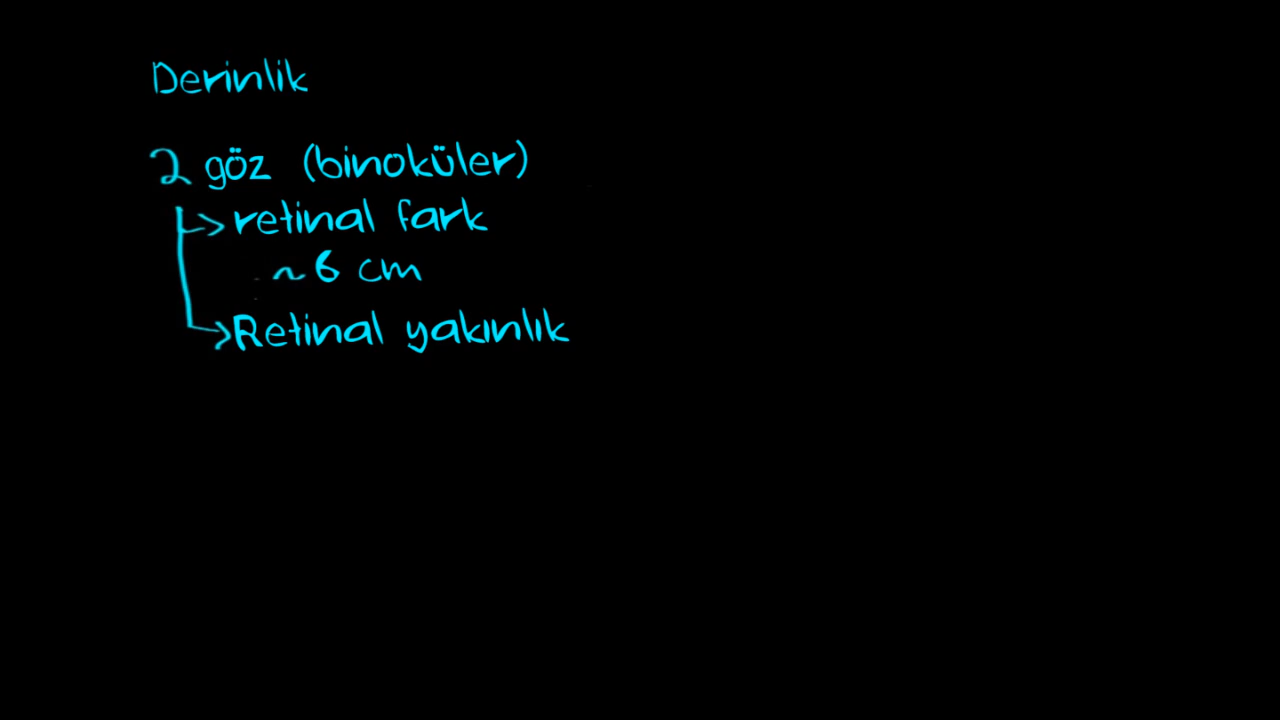 Derinlik
2 göz (binoküler)
→ retinal fark
~6 cm
→ Retinal yakınlık